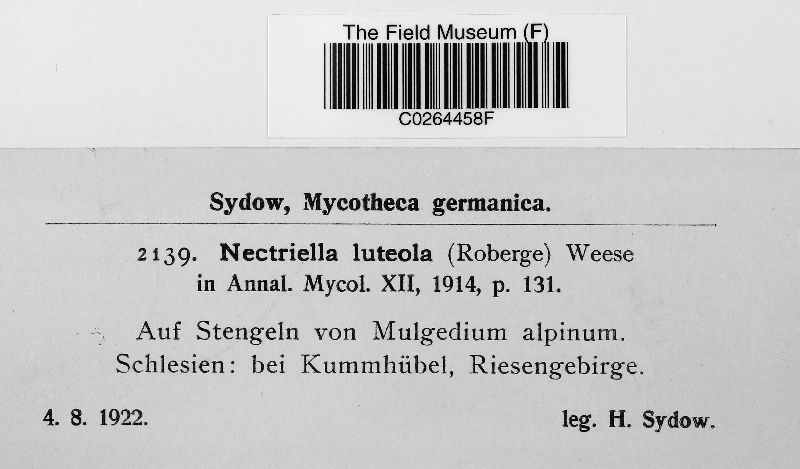 The Field Museum (F)
C0264458F
Sydow, Mycotheca germanica.
2139. Nectriella luteola (Roberge) Weese
in Annal. Mycol. XII, 1914, p. 131.
Auf Stengeln von Mulgedium alpinum.
Schlesien: bei Kummhübel, Riesengebirge.
4. 8. 1922. leg. H. Sydow.